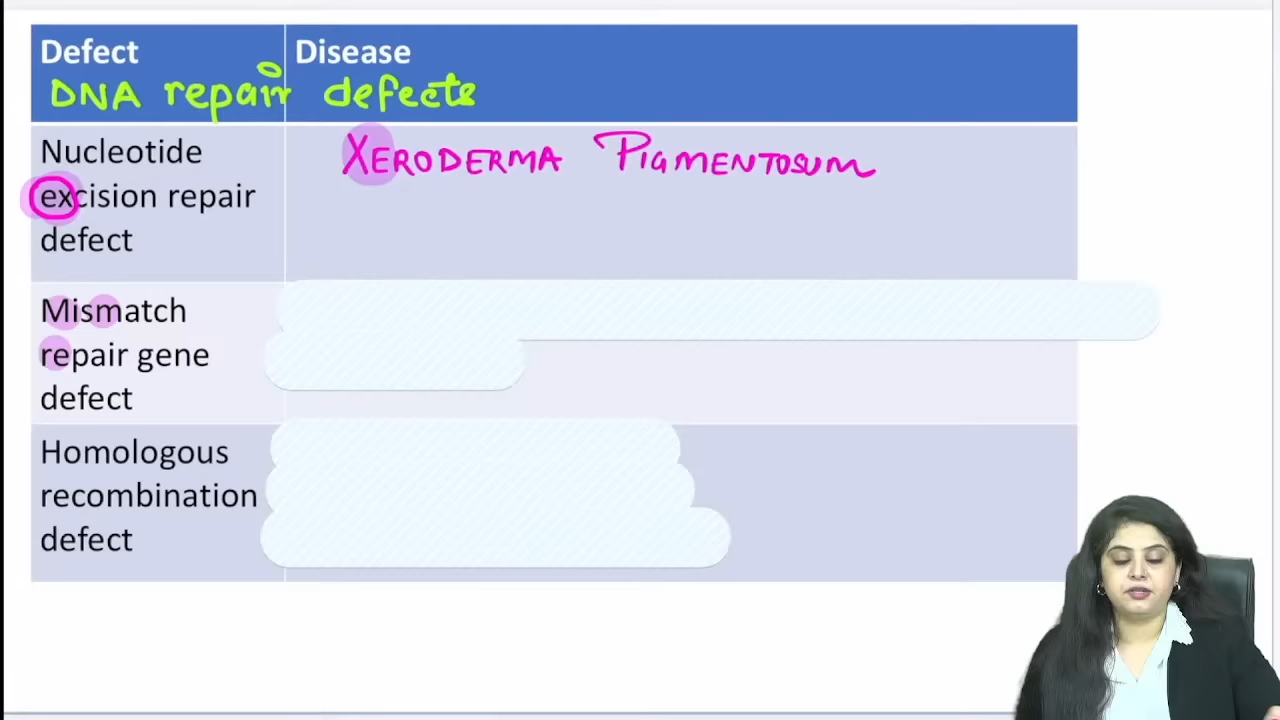 Defect Disease
DNA repair defects
Nucleotide XERODERMA PIGMENTOSUM
excision repair
defect
Mismatch
repair gene
defect
Homologous
recombination
defect